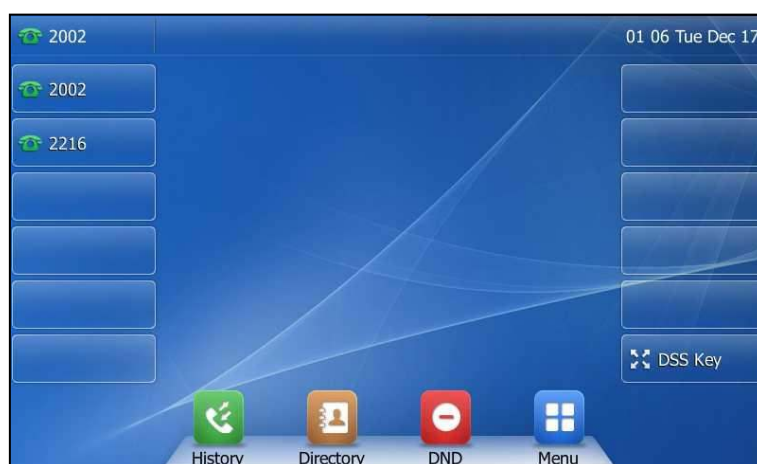 2002
01 06 Tue Dec 17
2002
2216
DSS Key
History
Directory
DND
Menu